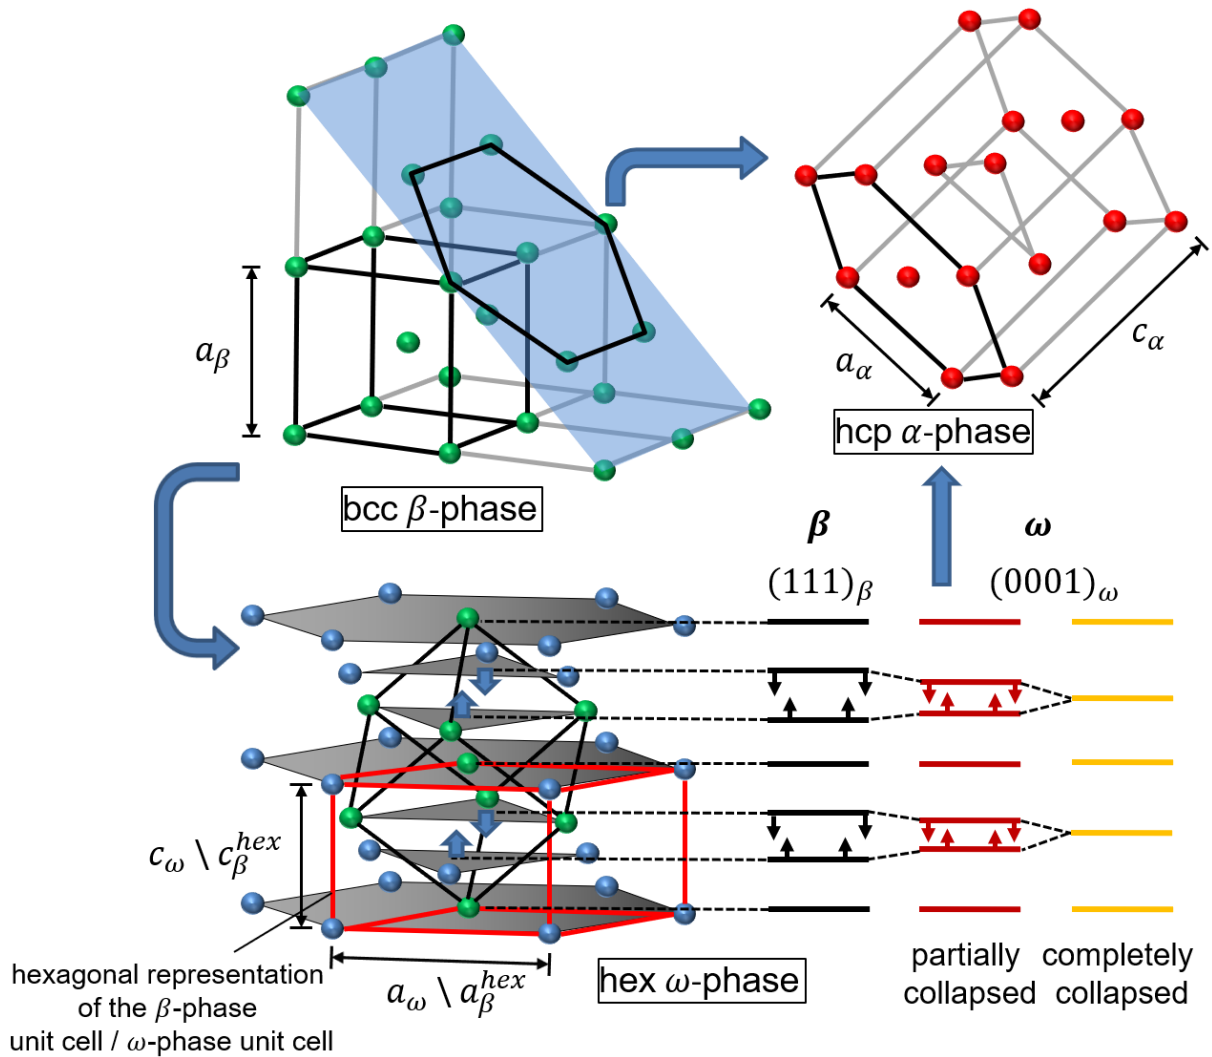 a_β
a_α
c_α
hcp α-phase
bcc β-phase
β
ω
(111)_β
(0001)_ω
c_ω \ c_β^hex
hexagonal representation
of the β-phase
unit cell / ω-phase unit cell
a_ω \ a_β^hex
hex ω-phase
partially
collapsed
completely
collapsed